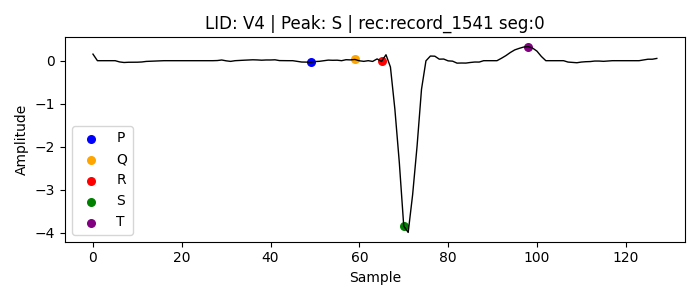 LID: V4 | Peak: S | rec:record_1541 seg:0
Amplitude
0
−1
−2
−3
−4
P
Q
R
S
T
0
20
40
60
80
100
120
Sample